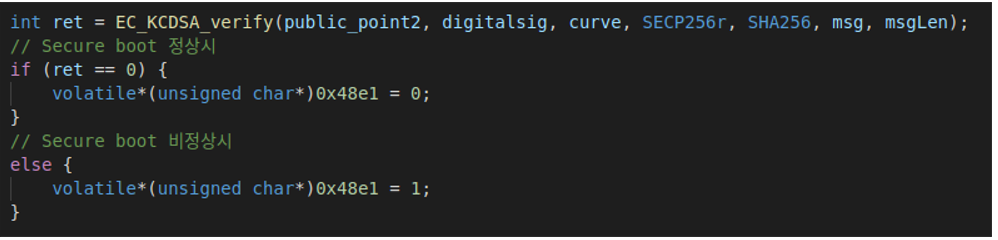 int ret = EC_KCDSA_verify(public_point2, digitalsig, curve, SECP256r, SHA256, msg, msgLen);
// Secure boot 정상시
if (ret == 0) {
    volatile*(unsigned char*)0x48e1 = 0;
}
// Secure boot 비정상시
else {
    volatile*(unsigned char*)0x48e1 = 1;
}